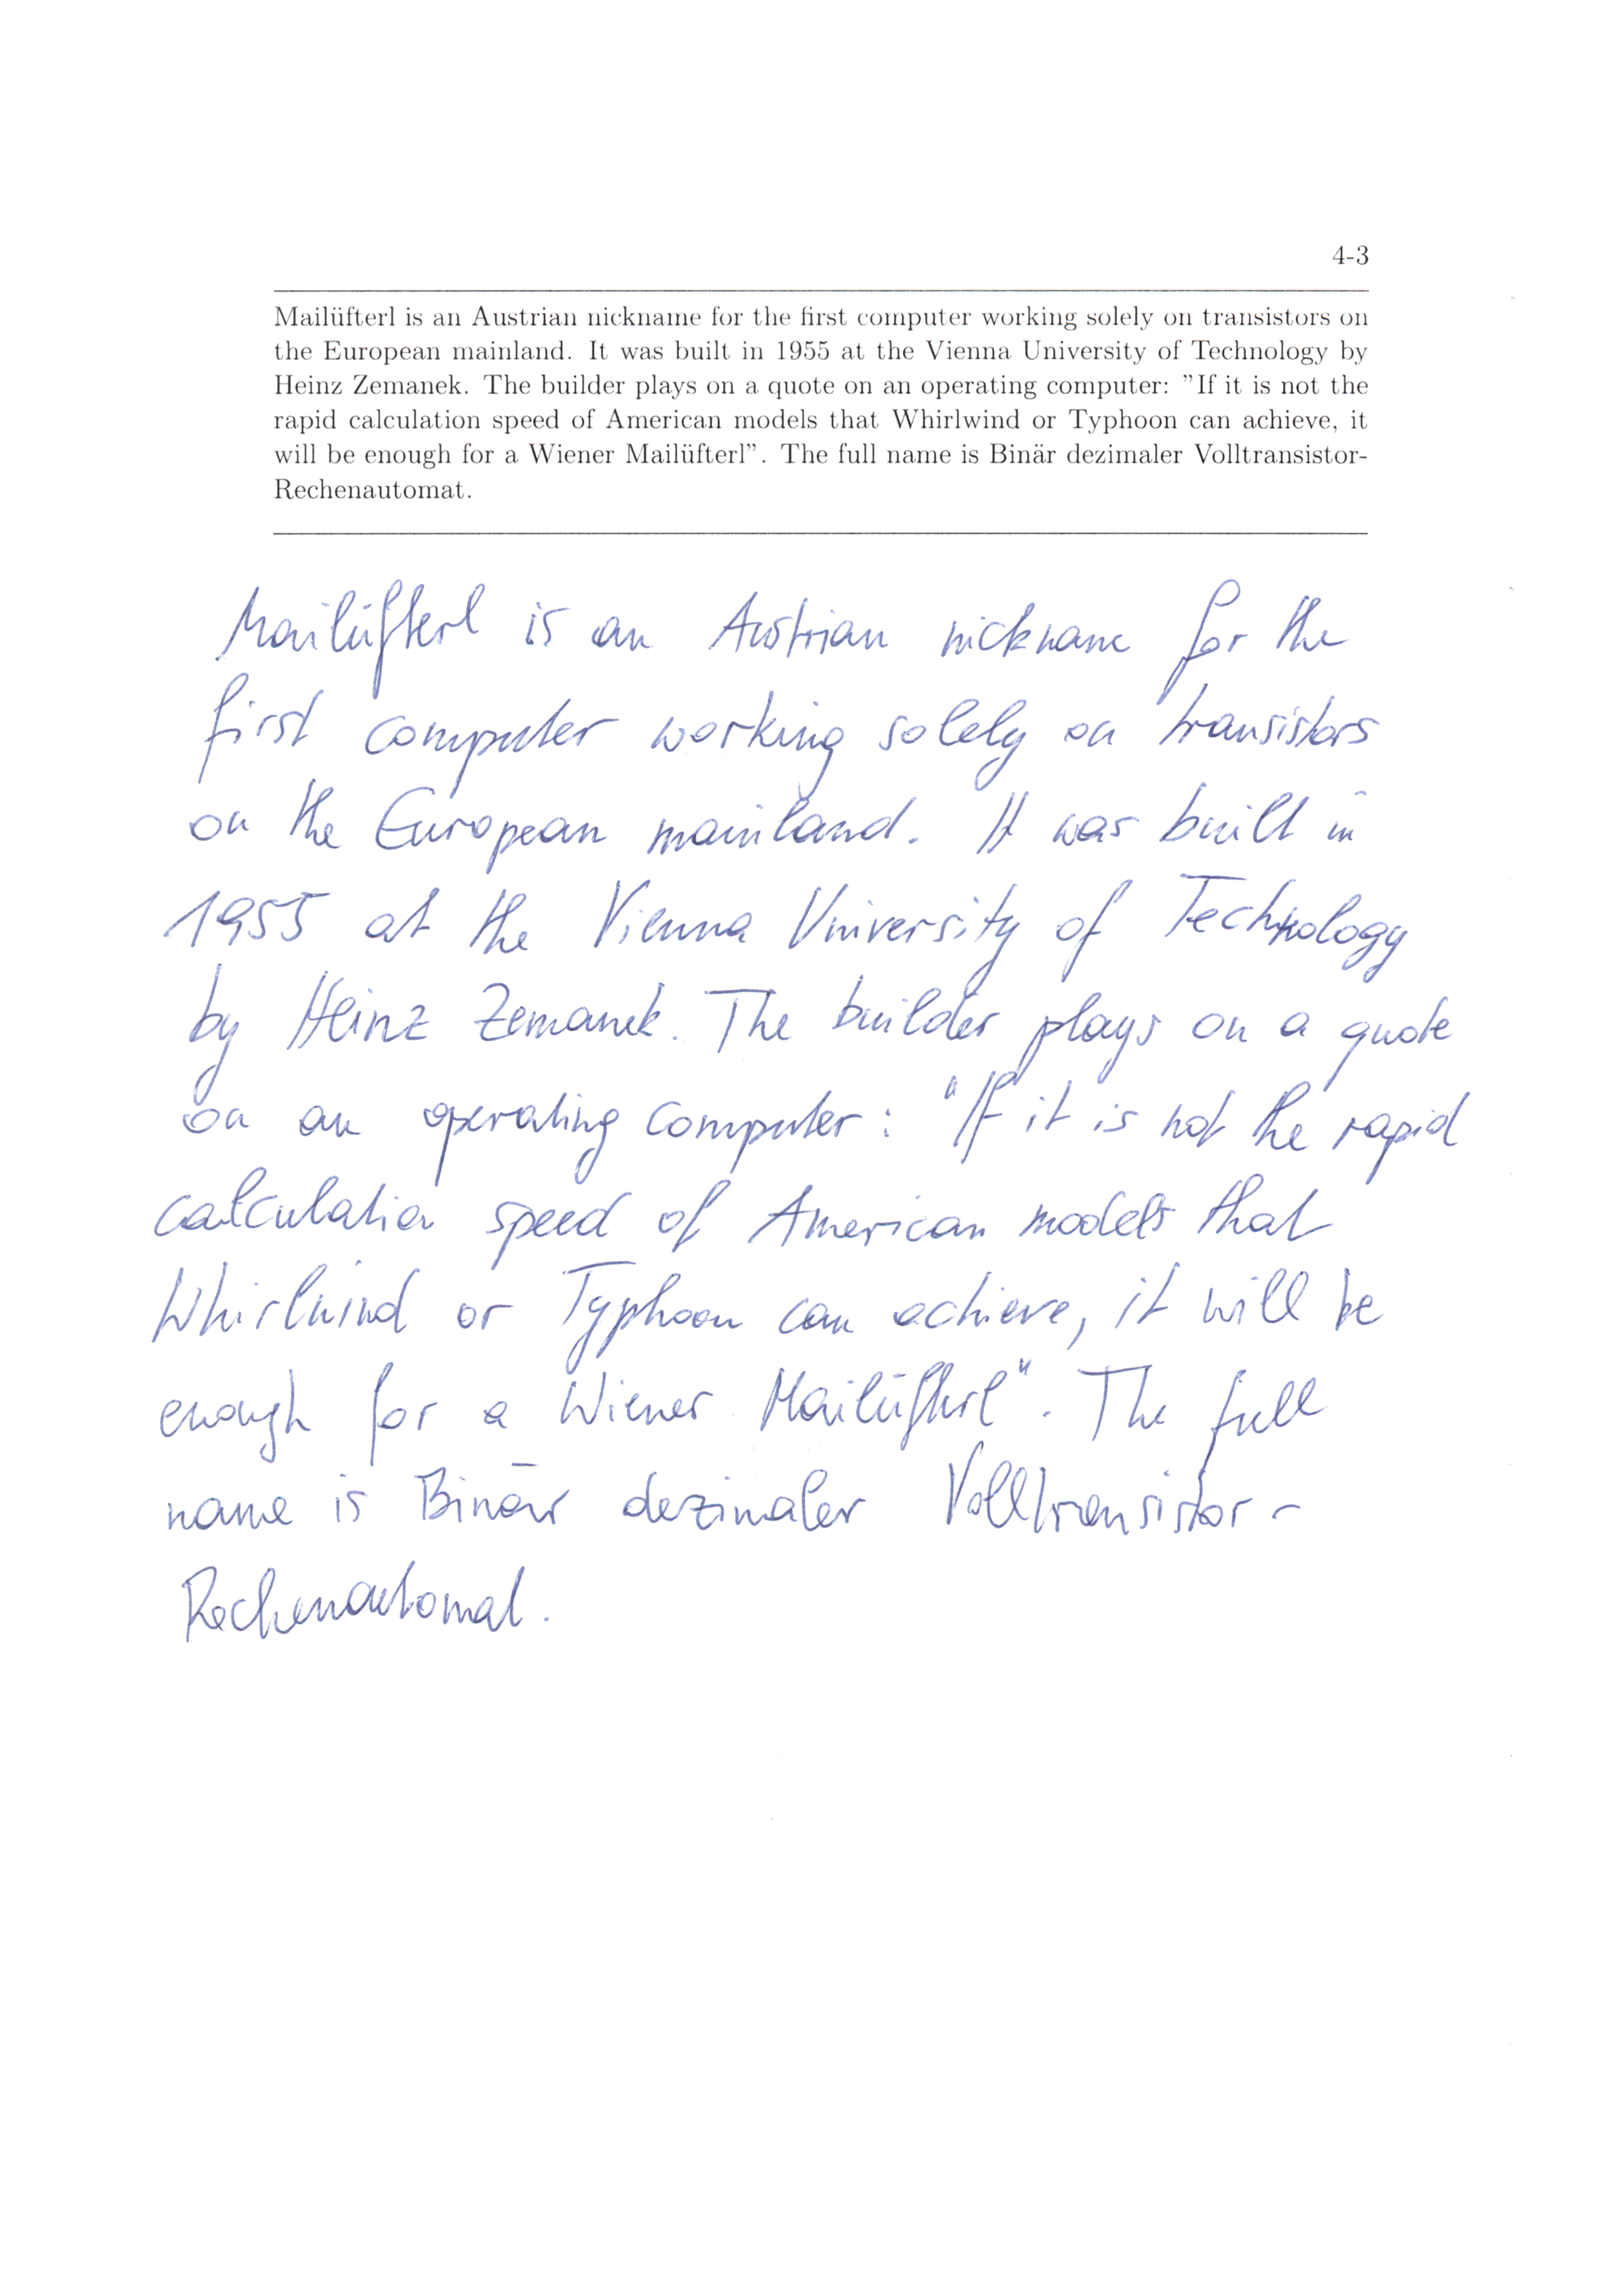 4-3
Mailüfterl is an Austrian nickname for the first computer working solely on transistors on
the European mainland. It was built in 1955 at the Vienna University of Technology by
Heinz Zemanek. The builder plays on a quote on an operating computer: "If it is not the
rapid calculation speed of American models that Whirlwind or Typhoon can achieve, it
will be enough for a Wiener Mailüfterl". The full name is Binär dezimaler Volltransistor-
Rechenautomat.
Mailüfterl is an Austrian nickname for the
first computer working solely on transistors
on the European mainland. It was built in
1955 at the Vienna University of Technology
by Heinz Zemanek. The builder plays on a quote
on an operating computer: "If it is not the rapid
calculation speed of American models that
Whirlwind or Typhoon can achieve, it will be
enough for a Wiener Mailüfterl". The full
name is Binär dezimaler Volltransistor-
Rechenautomat.